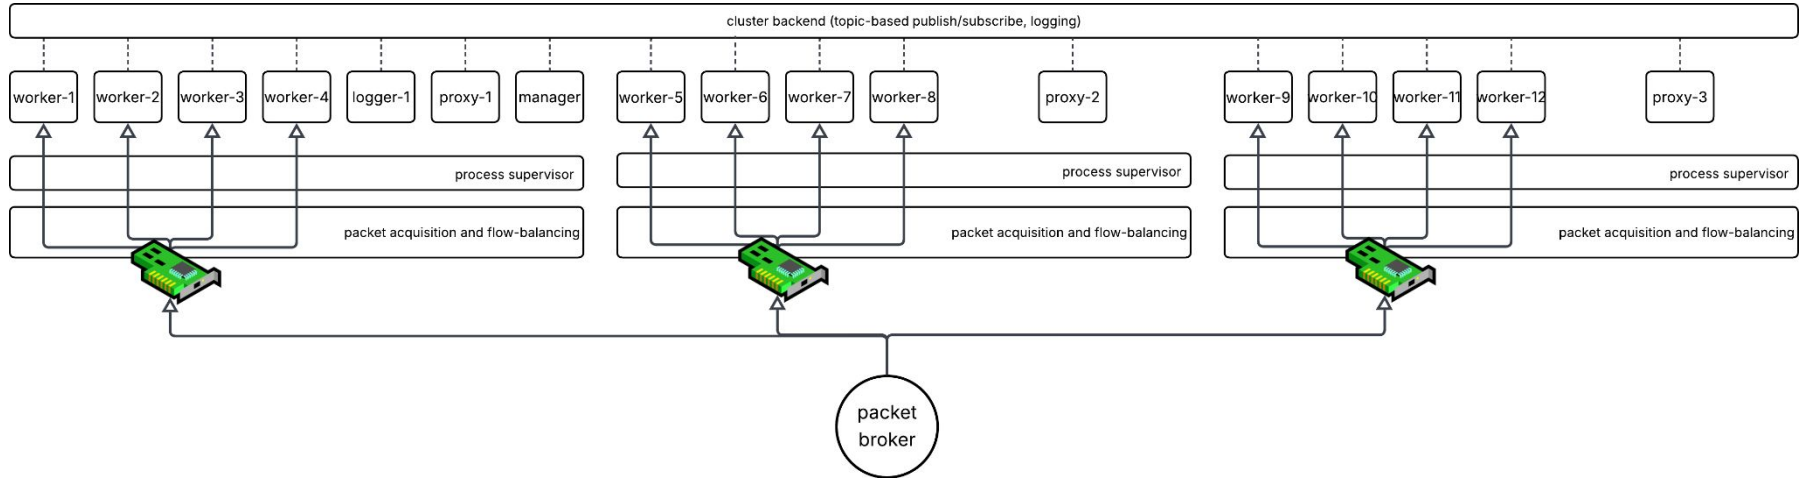 cluster backend (topic-based publish/subscribe, logging)
worker-1
worker-2
worker-3
worker-4
logger-1
proxy-1
manager
worker-5
worker-6
worker-7
worker-8
proxy-2
worker-9
worker-10
worker-11
worker-12
proxy-3
process supervisor
process supervisor
process supervisor
packet acquisition and flow-balancing
packet acquisition and flow-balancing
packet acquisition and flow-balancing
packet
broker